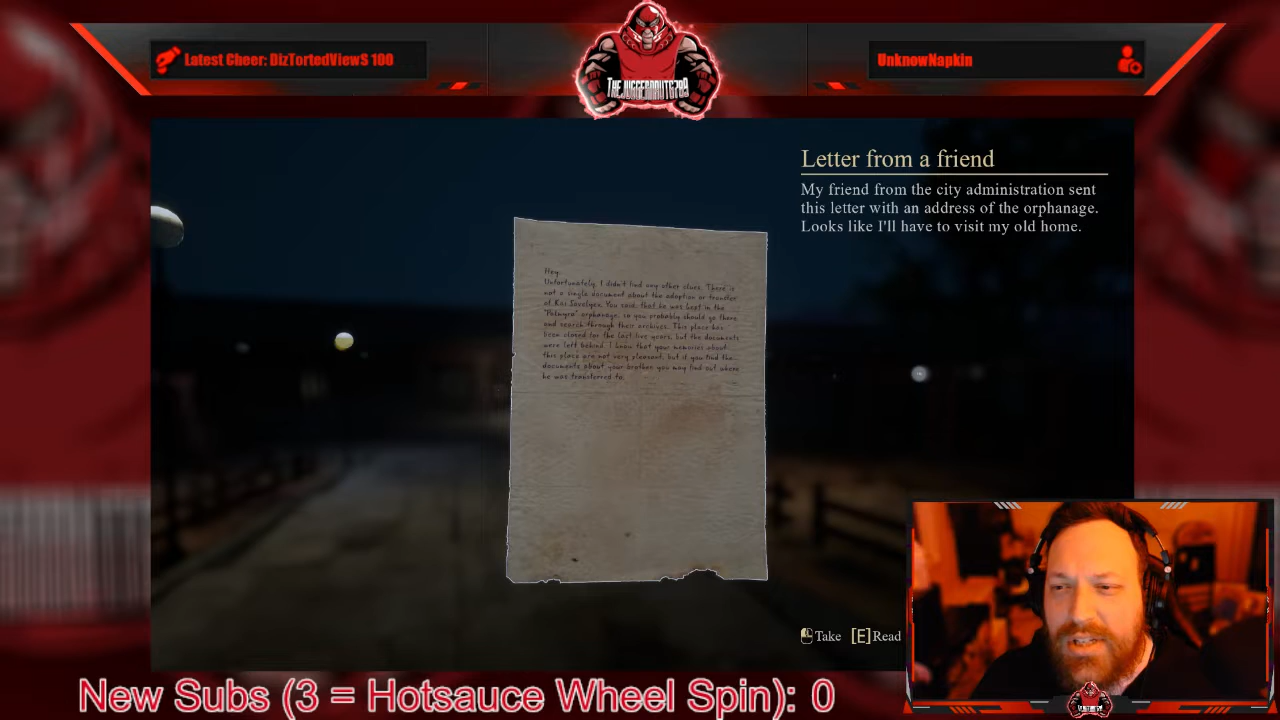 Latest Cheer: DizTortedViewS 100
UnknowNapkin
THEJUGGERNAUT6789
Letter from a friend
My friend from the city administration sent
this letter with an address of the orphanage.
Looks like I'll have to visit my old home.
Hey.
Unfortunately, I didn't find any other clues. There is
not a single document about the adoption or transfer
of You said, that he was kept in the
orphanage, so you probably should go there
and search through their archives. This place has
been closed for the last five years, but the documents
were left behind. I know that your memories about
this place are not very pleasant, but if you find the
documents about your brother you may find out where
he was transferred to.
Take [E]Read
New Subs (3 = Hotsauce Wheel Spin): 0